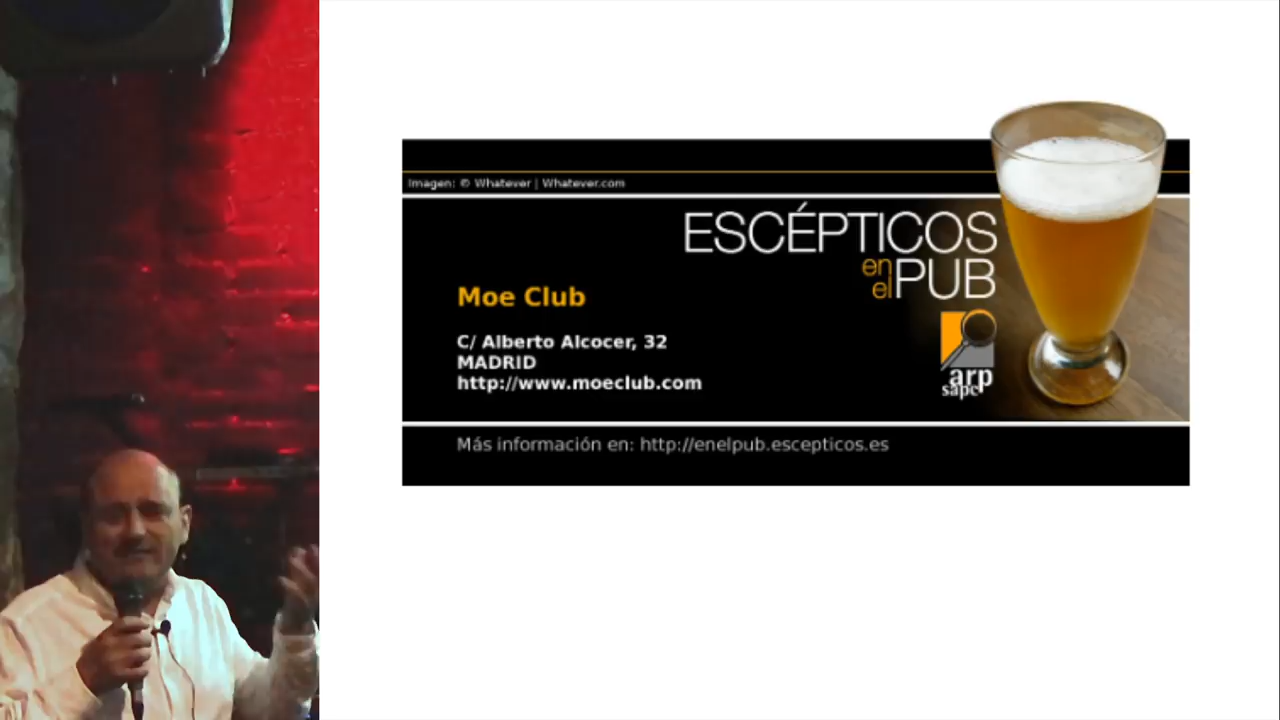 Imagen: © Whatever | Whatever.com
ESCÉPTICOS
en
el PUB
Moe Club
C/ Alberto Alcocer, 32
MADRID
http://www.moeclub.com
arp
sapc
Más información en: http://enelpub.escepticos.es